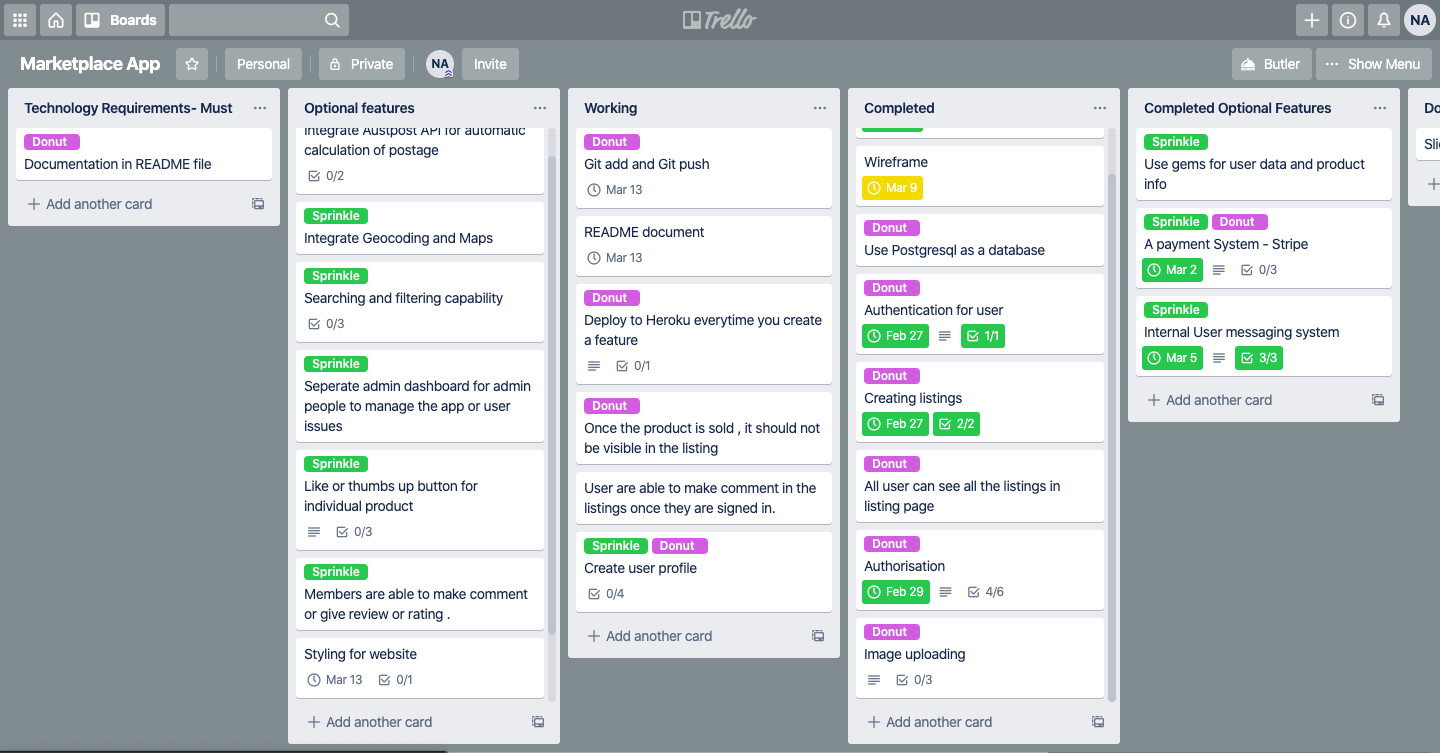 Boards
Trello
NA
Marketplace App
Personal
Private
NA
Invite
Butler
Show Menu
Technology Requirements- Must
Donut
Documentation in README file
Add another card
Optional features
Integrate Austpost API for automatic
calculation of postage
0/2
Sprinkle
Integrate Geocoding and Maps
Sprinkle
Searching and filtering capability
0/3
Sprinkle
Seperate admin dashboard for admin
people to manage the app or user
issues
Sprinkle
Like or thumbs up button for
individual product
0/3
Sprinkle
Members are able to make comment
or give review or rating .
Styling for website
Mar 13 0/1
Add another card
Working
Donut
Git add and Git push
Mar 13
README document
Mar 13
Donut
Deploy to Heroku everytime you create
a feature
0/1
Donut
Once the product is sold , it should not
be visible in the listing
User are able to make comment in the
listings once they are signed in.
Sprinkle Donut
Create user profile
0/4
Add another card
Completed
Wireframe
Mar 9
Donut
Use Postgresql as a database
Donut
Authentication for user
Feb 27 1/1
Donut
Creating listings
Feb 27 2/2
Donut
All user can see all the listings in
listing page
Donut
Authorisation
Feb 29 4/6
Donut
Image uploading
0/3
Add another card
Completed Optional Features
Sprinkle
Use gems for user data and product
info
Sprinkle Donut
A payment System - Stripe
Mar 2 0/3
Sprinkle
Internal User messaging system
Mar 5 3/3
Add another card